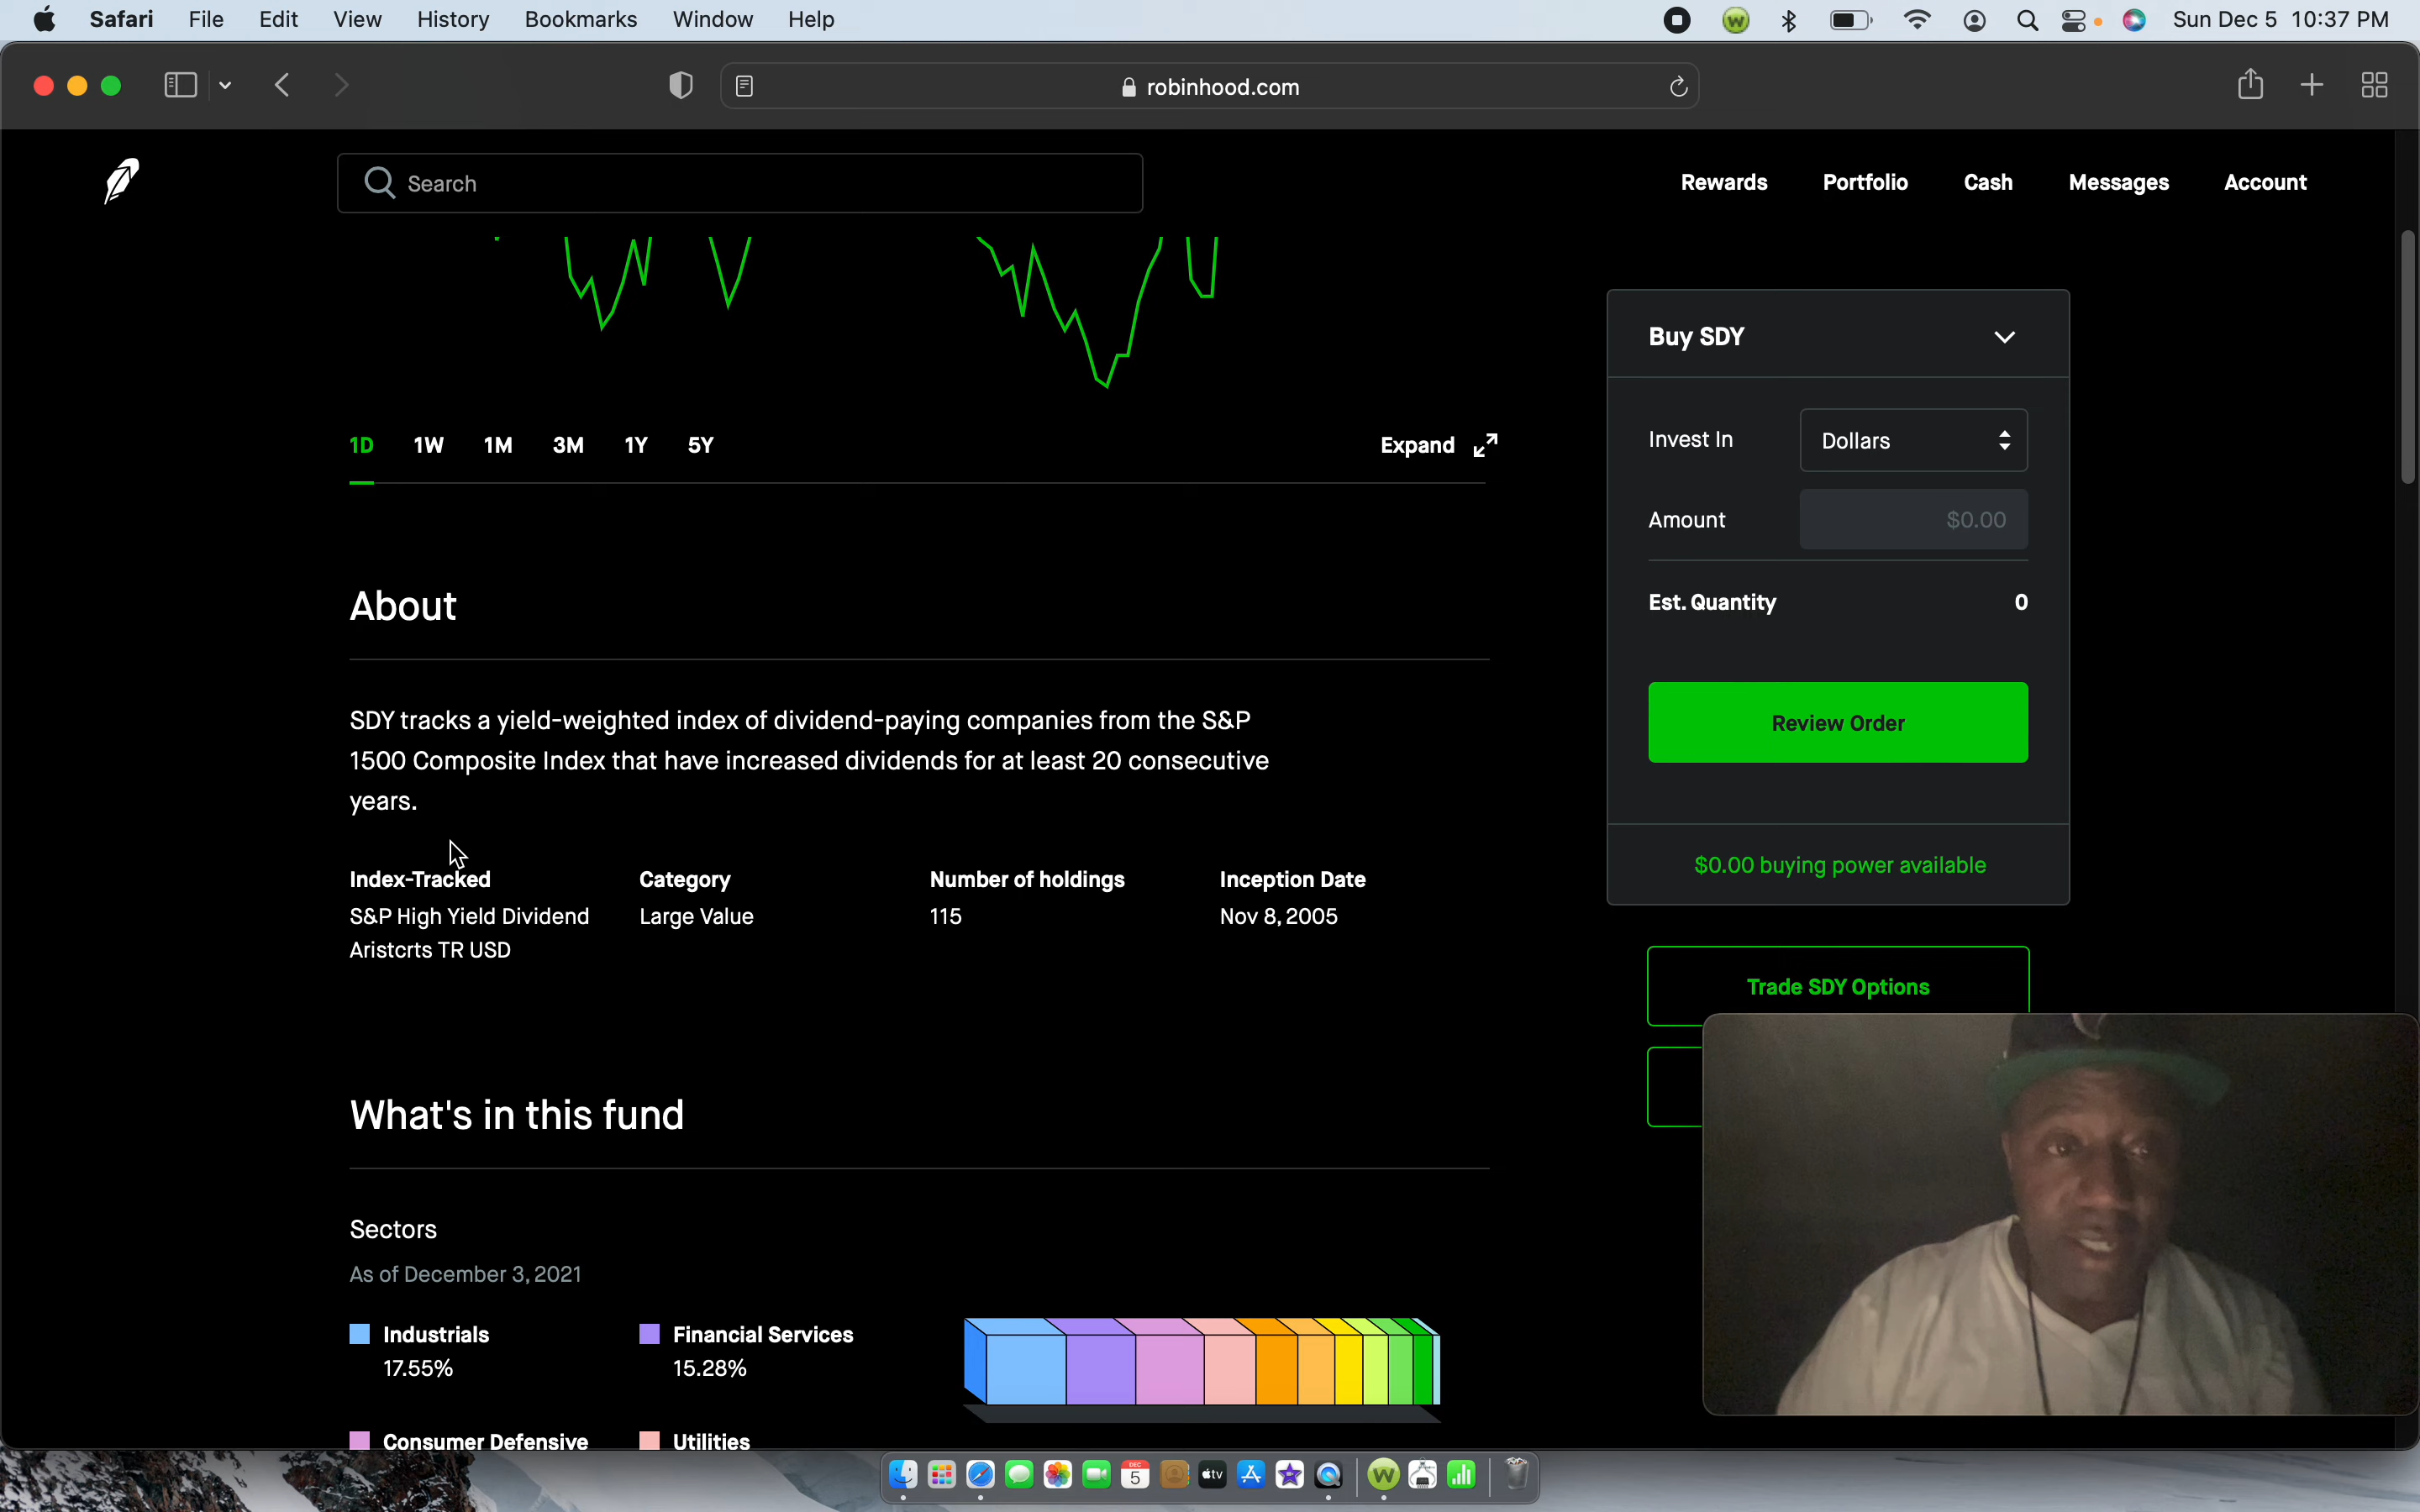 Safari File Edit View History Bookmarks Window Help
Sun Dec 5 10:37 PM
robinhood.com
Search
Rewards Portfolio Cash Messages Account
1D 1W 1M 3M 1Y 5Y
Expand
Buy SDY
Invest In
Dollars
Amount
$0.00
Est. Quantity
0
Review Order
$0.00 buying power available
Trade SDY Options
About
SDY tracks a yield-weighted index of dividend-paying companies from the S&P
1500 Composite Index that have increased dividends for at least 20 consecutive
years.
Index-Tracked
S&P High Yield Dividend
Aristcrts TR USD
Category
Large Value
Number of holdings
115
Inception Date
Nov 8, 2005
What's in this fund
Sectors
As of December 3, 2021
Industrials
17.55%
Financial Services
15.28%
Consumer Defensive
Utilities
DEC
5
tv